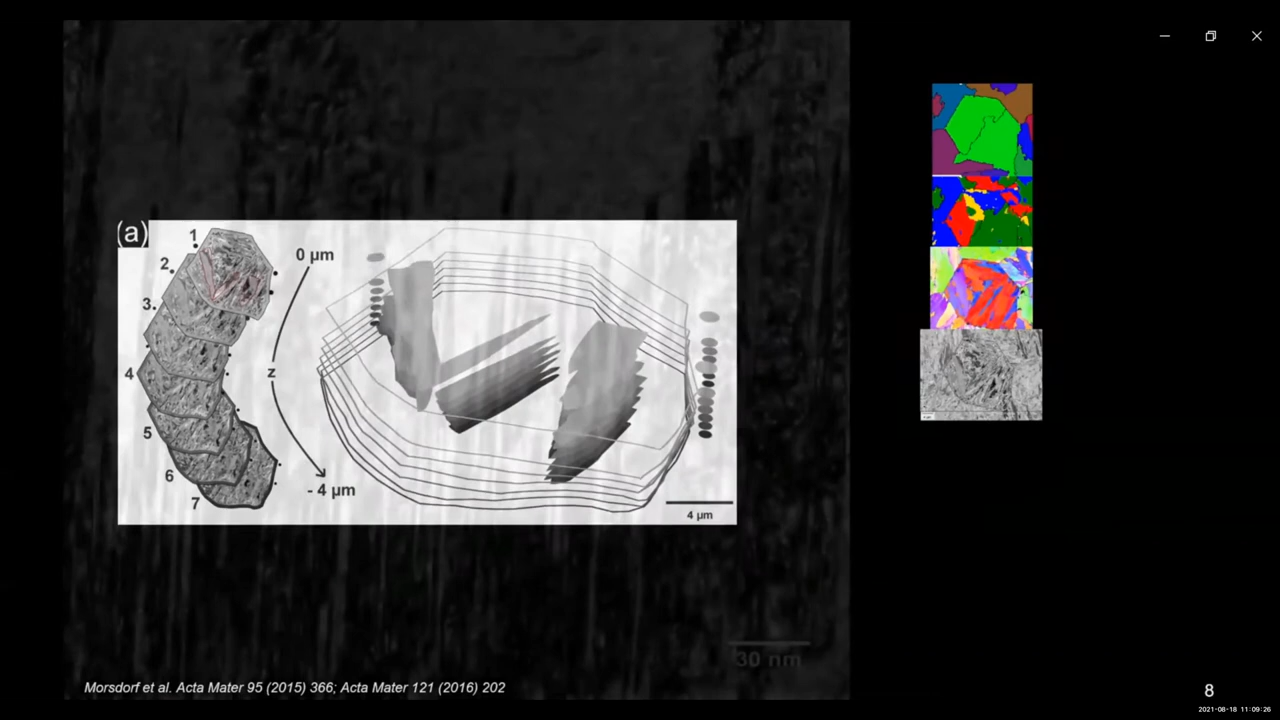 (a)
1
2
3
4
5
6
7
0 µm
z
- 4 µm
4 µm
30 nm
Morsdorf et al. Acta Mater 95 (2015) 366; Acta Mater 121 (2016) 202
8
2021-08-18 11:09:26